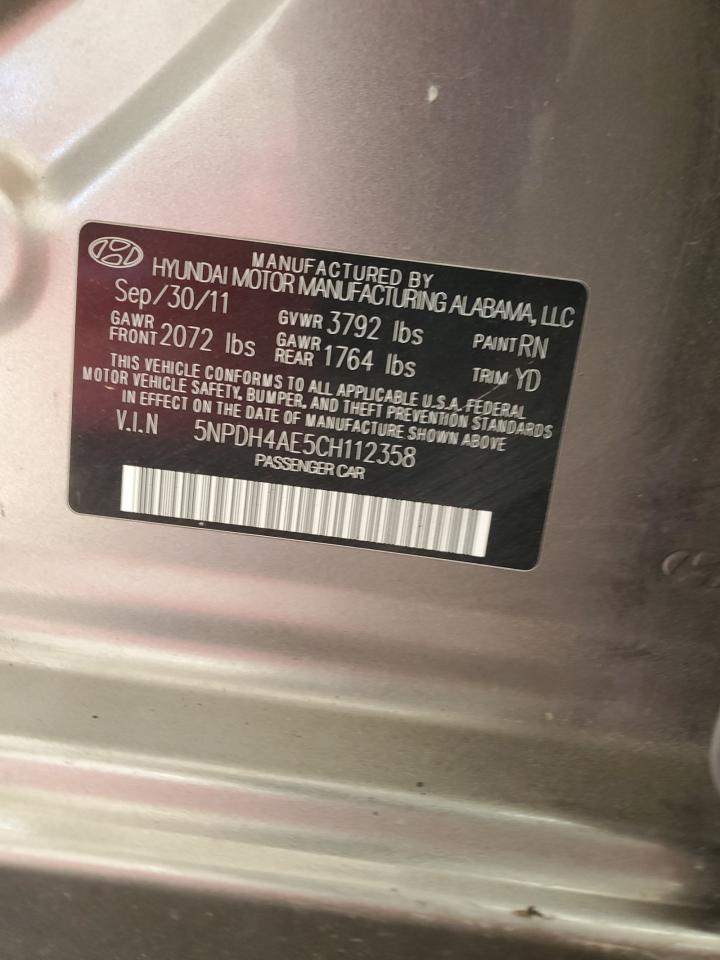 MANUFACTURED BY
HYUNDAI MOTOR MANUFACTURING ALABAMA, LLC
Sep/30/11 GVWR 3792 lbs PAINT RN
GAWR FRONT 2072 lbs GAWR REAR 1764 lbs TRIM YD
THIS VEHICLE CONFORMS TO ALL APPLICABLE U.S.A. FEDERAL
MOTOR VEHICLE SAFETY, BUMPER, AND THEFT PREVENTION STANDARDS
IN EFFECT ON THE DATE OF MANUFACTURE SHOWN ABOVE
V.I.N 5NPDH4AE5CH112358
PASSENGER CAR